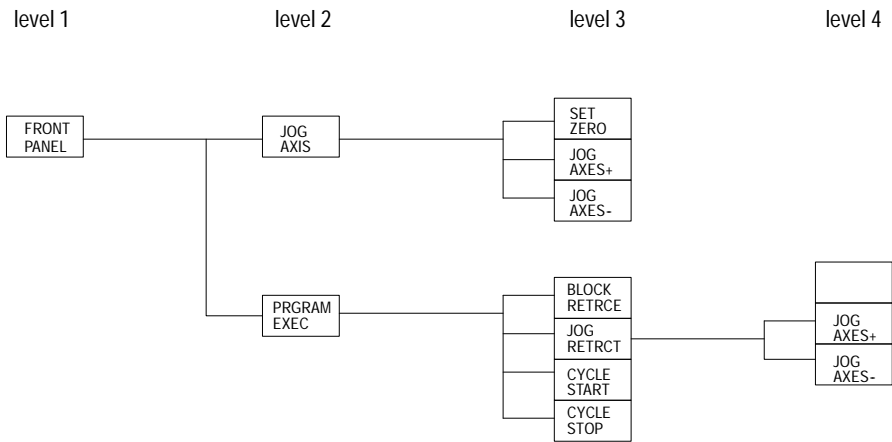 level 1
level 2
level 3
level 4
FRONT
PANEL
JOG
AXIS
SET
ZERO
JOG
AXES+
JOG
AXES-
PRGRAM
EXEC
BLOCK
RETRCE
JOG
RETRCT
CYCLE
START
CYCLE
STOP
JOG
AXES+
JOG
AXES-